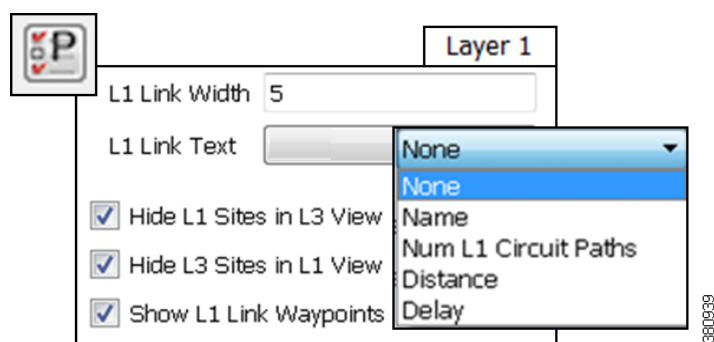 P
Layer 1
L1 Link Width 5
L1 Link Text
None
None
Name
Num L1 Circuit Paths
Distance
Delay
Hide L1 Sites in L3 View
Hide L3 Sites in L1 View
Show L1 Link Waypoints
380939